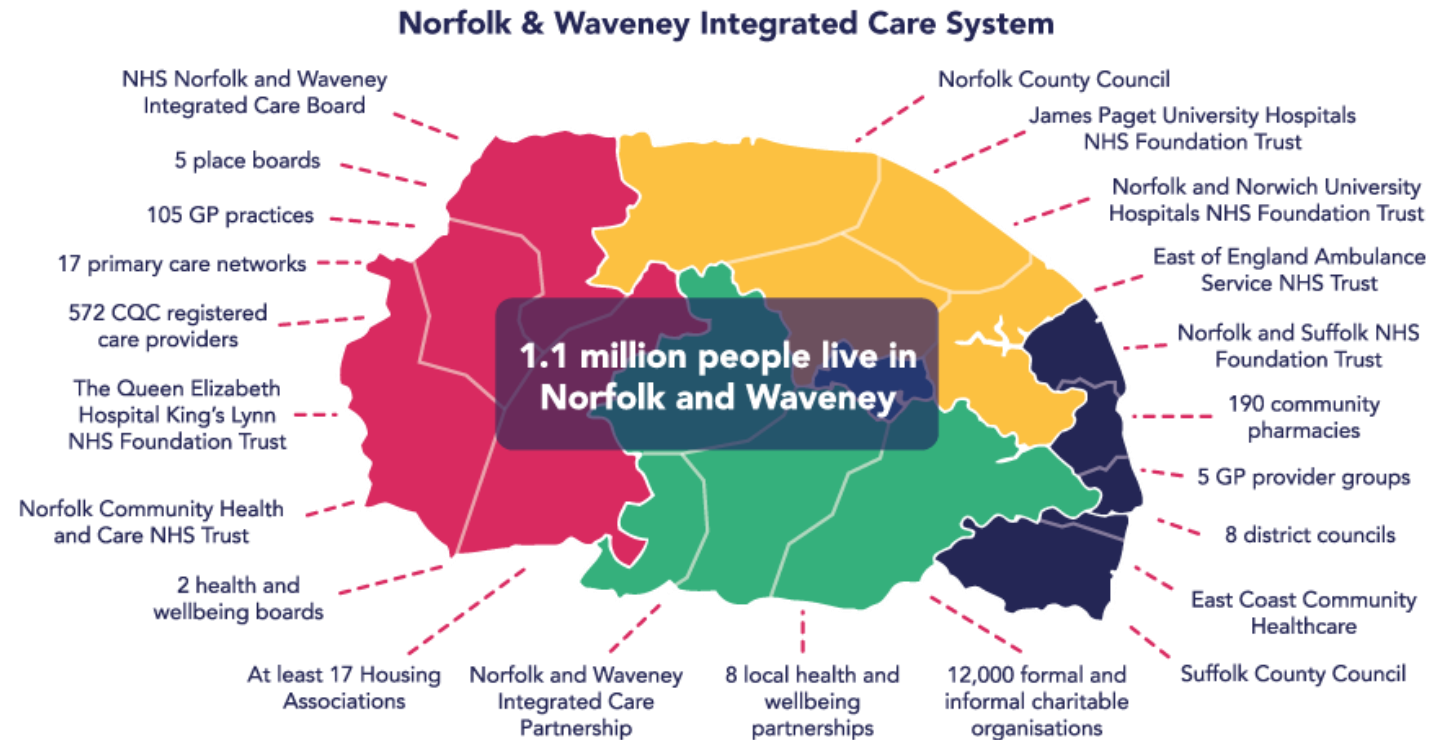 Norfolk & Waveney Integrated Care System
NHS Norfolk and Waveney
Integrated Care Board
5 place boards
105 GP practices
17 primary care networks
572 CQC registered
care providers
The Queen Elizabeth
Hospital King's Lynn
NHS Foundation Trust
Norfolk Community Health
and Care NHS Trust
2 health and
wellbeing boards
At least 17 Housing
Associations
Norfolk and Waveney
Integrated Care
Partnership
8 local health and
wellbeing
partnerships
12,000 formal and
informal charitable
organisations
1.1 million people live in
Norfolk and Waveney
Norfolk County Council
James Paget University Hospitals
NHS Foundation Trust
Norfolk and Norwich University
Hospitals NHS Foundation Trust
East of England Ambulance
Service NHS Trust
Norfolk and Suffolk NHS
Foundation Trust
190 community
pharmacies
5 GP provider groups
8 district councils
East Coast Community
Healthcare
Suffolk County Council